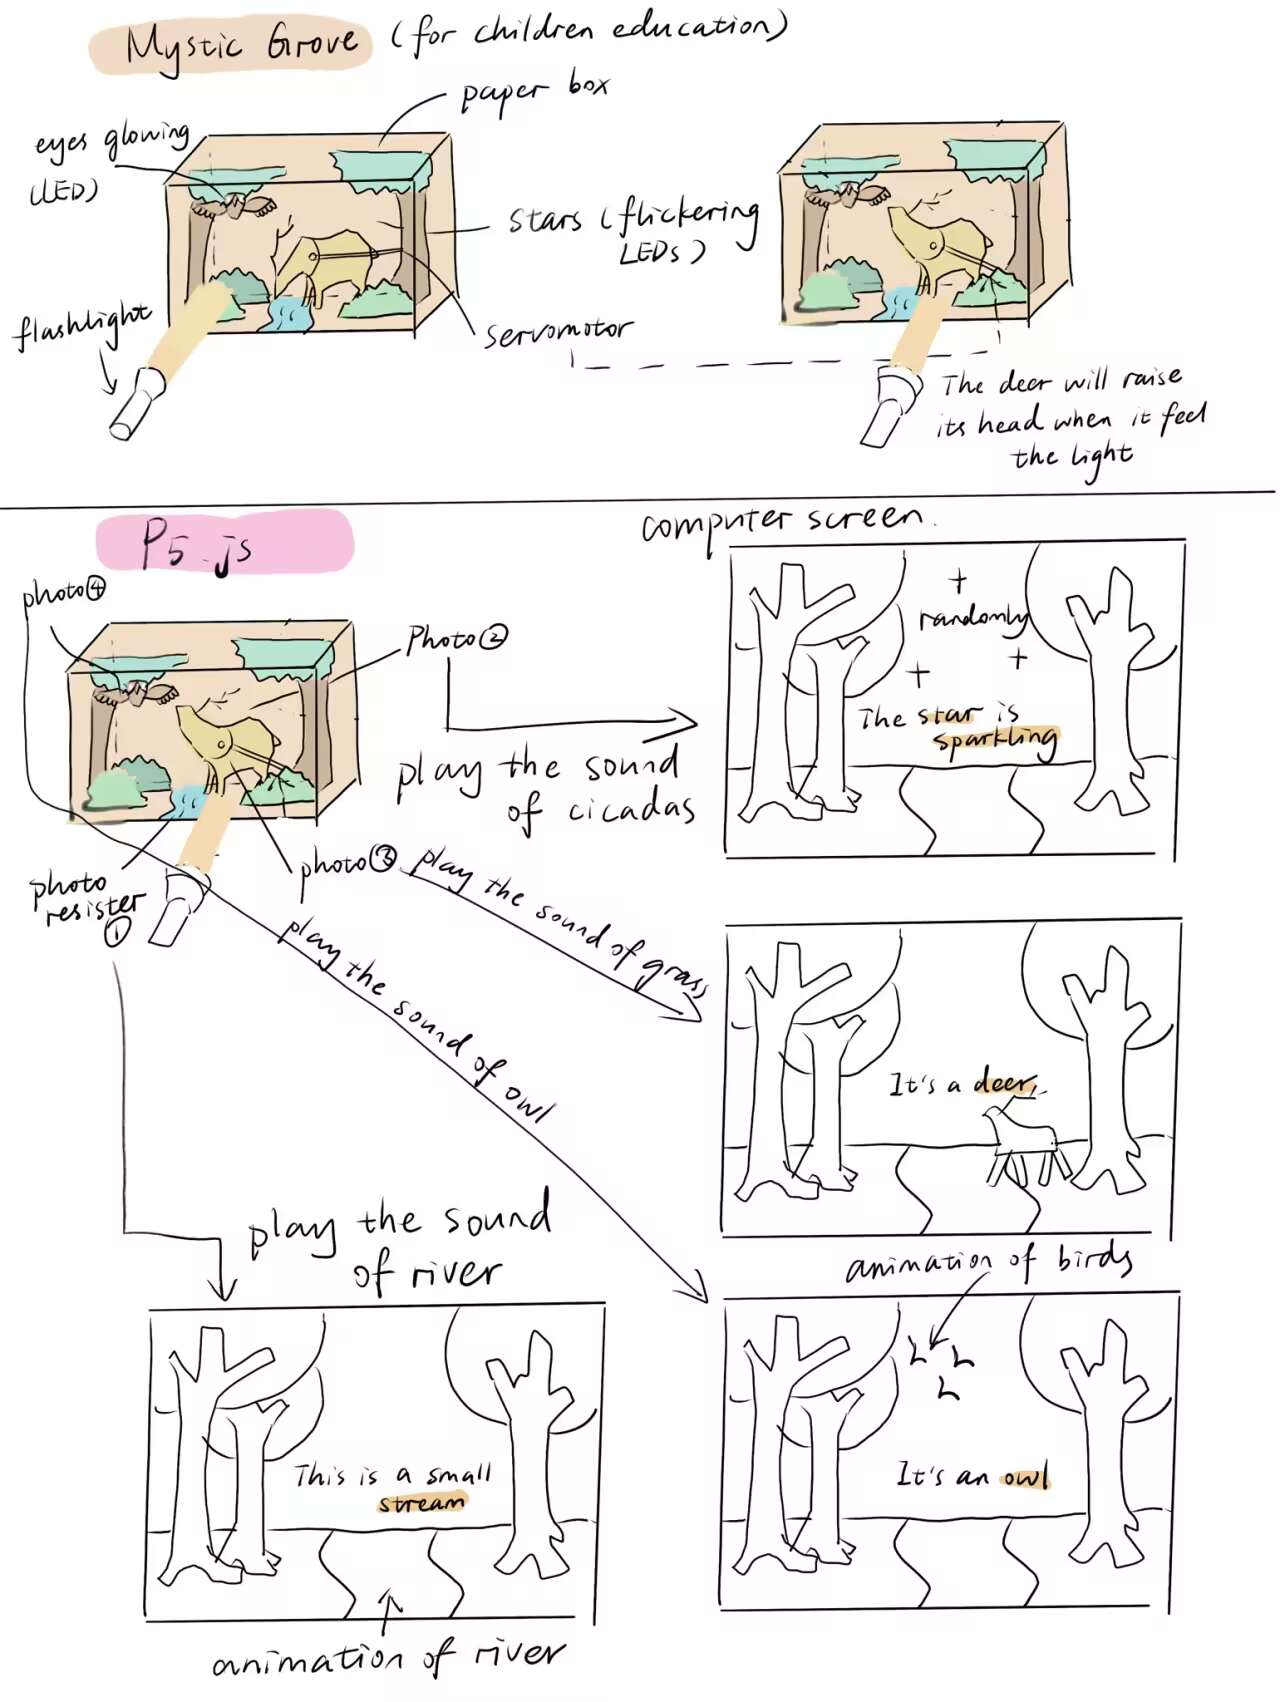 Mystic Grove (for children education)
paper box
eyes glowing
(LED)
stars (flickering
LEDs)
flashlight
servomotor
The deer will raise
its head when it feel
the light
P5.js
computer screen.
photo④
Photo②
play the sound
of cicadas
+
randomly
+
+
The star is
sparkling
photo
resister
①
photo③
play the sound of grass
play the sound of owl
It's a deer,
play the sound
of river
animation of birds
This is a small
stream
It's an owl
animation of river